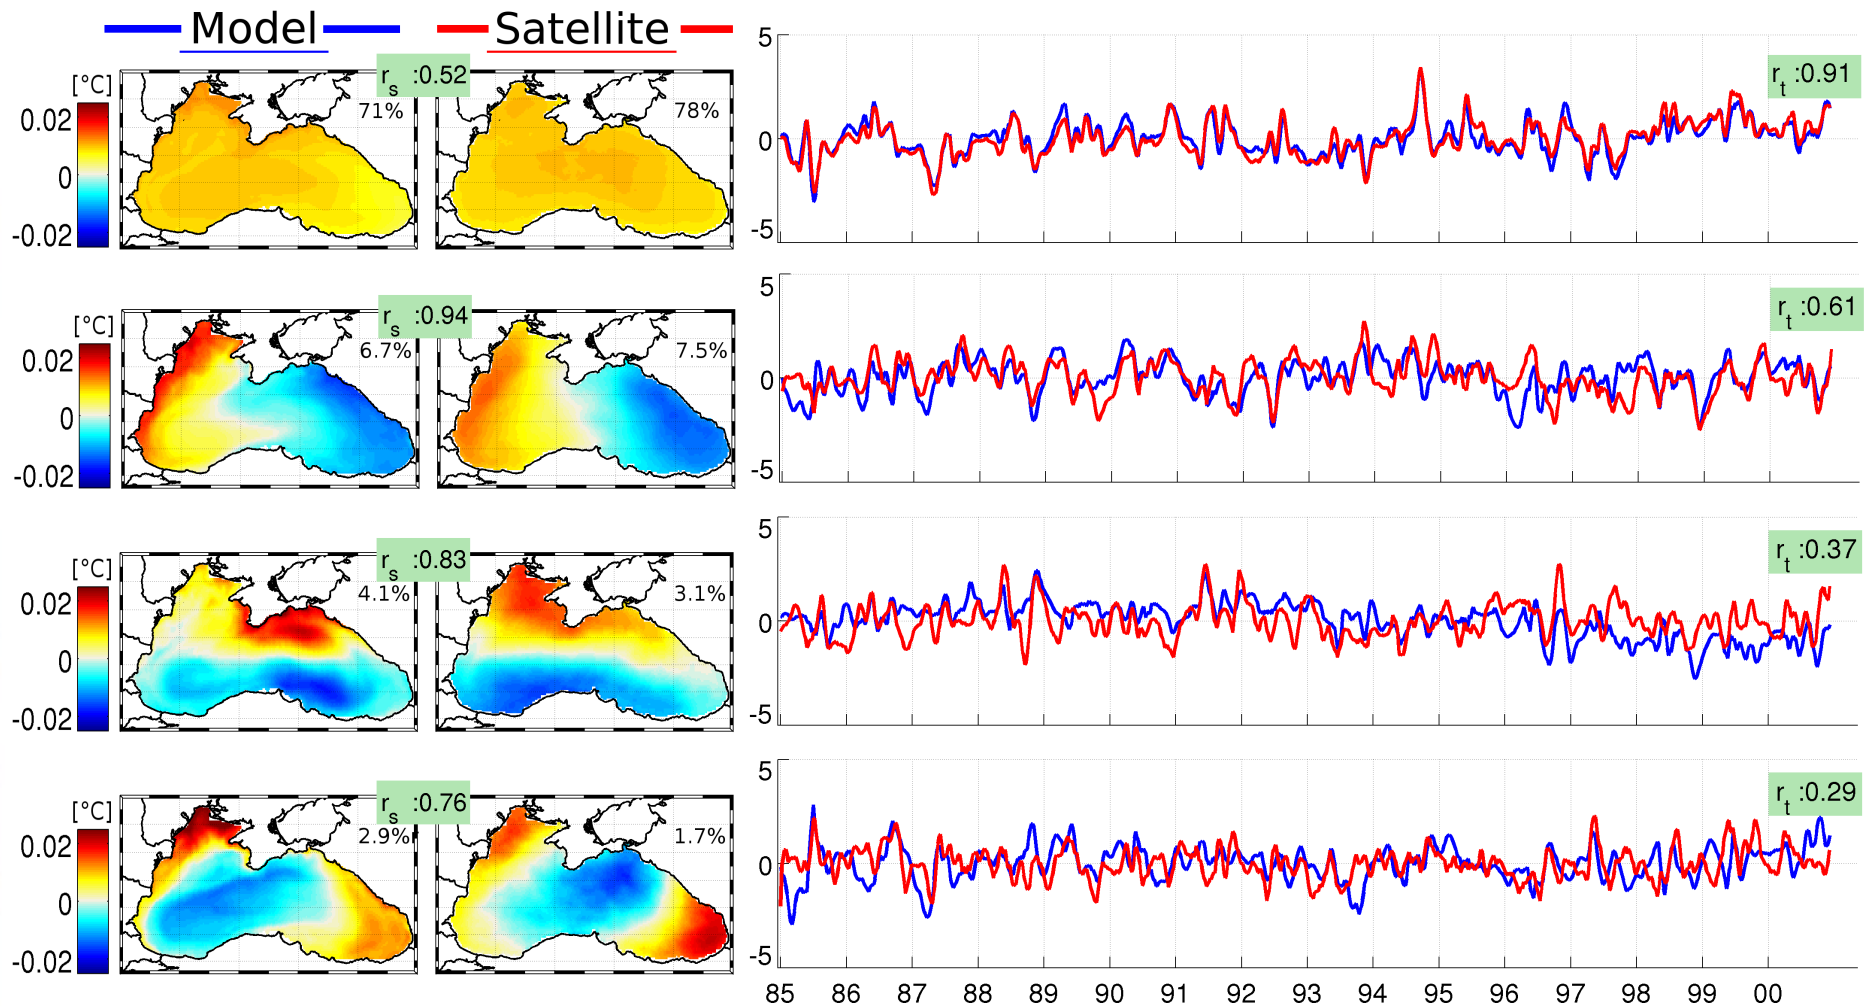 Model Satellite
[°C] r_s :0.52 71% 78% 5 r_t :0.91
0.02
0 0
-0.02 -5
[°C] r_s :0.94 6.7% 7.5% 5 r_t :0.61
0.02
0 0
-0.02 -5
[°C] r_s :0.83 4.1% 3.1% 5 r_t :0.37
0.02
0 0
-0.02 -5
[°C] r_s :0.76 2.9% 1.7% 5 r_t :0.29
0.02
0 0
-0.02 -5
85 86 87 88 89 90 91 92 93 94 95 96 97 98 99 00